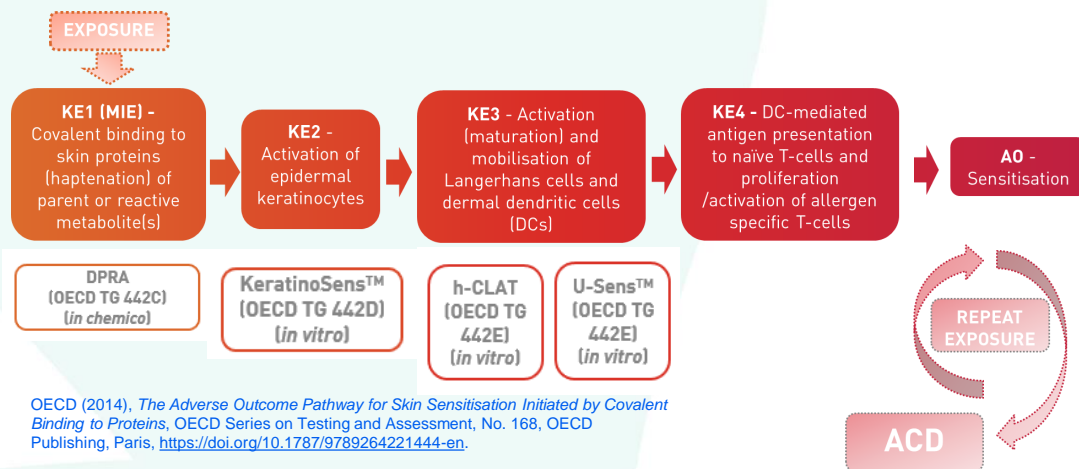 EXPOSURE
KE1 (MIE) -
Covalent binding to
skin proteins
(haptenation) of
parent or reactive
metabolite(s)
KE2 -
Activation of
epidermal
keratinocytes
KE3 - Activation
(maturation) and
mobilisation of
Langerhans cells and
dermal dendritic cells
(DCs)
KE4 - DC-mediated
antigen presentation
to naïve T-cells and
proliferation
/activation of allergen
specific T-cells
AO -
Sensitisation
DPRA
(OECD TG 442C)
(in chemico)
KeratinoSens™
(OECD TG 442D)
(in vitro)
h-CLAT
(OECD TG
442E)
(in vitro)
U-Sens™
(OECD TG
442E)
(in vitro)
REPEAT
EXPOSURE
ACD
OECD (2014), The Adverse Outcome Pathway for Skin Sensitisation Initiated by Covalent
Binding to Proteins, OECD Series on Testing and Assessment, No. 168, OECD
Publishing, Paris, https://doi.org/10.1787/9789264221444-en.